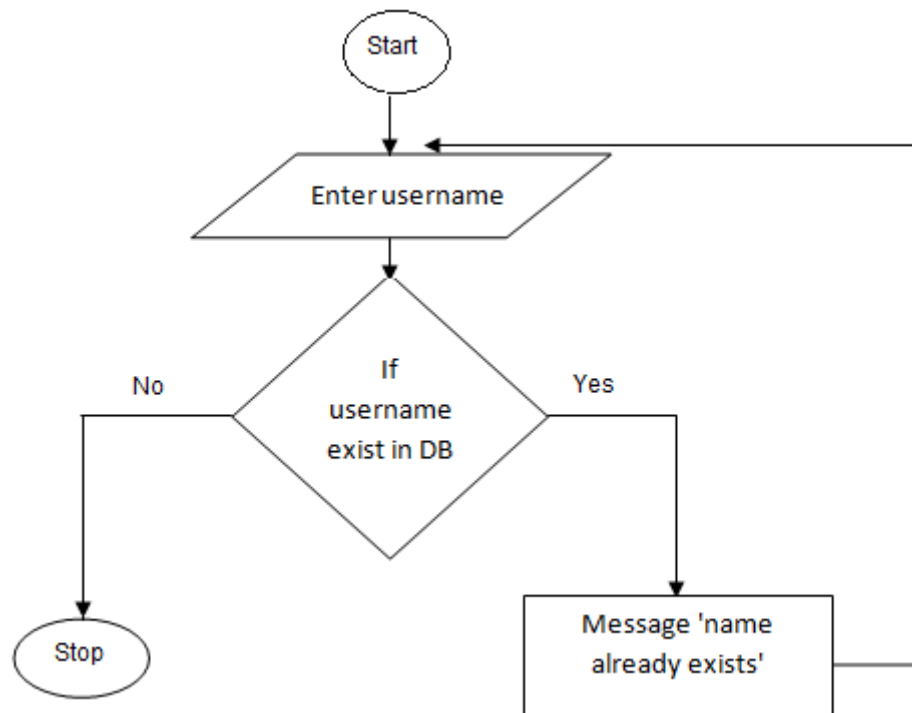 Start
Enter username
If
username
exist in DB
No
Yes
Stop
Message 'name
already exists'